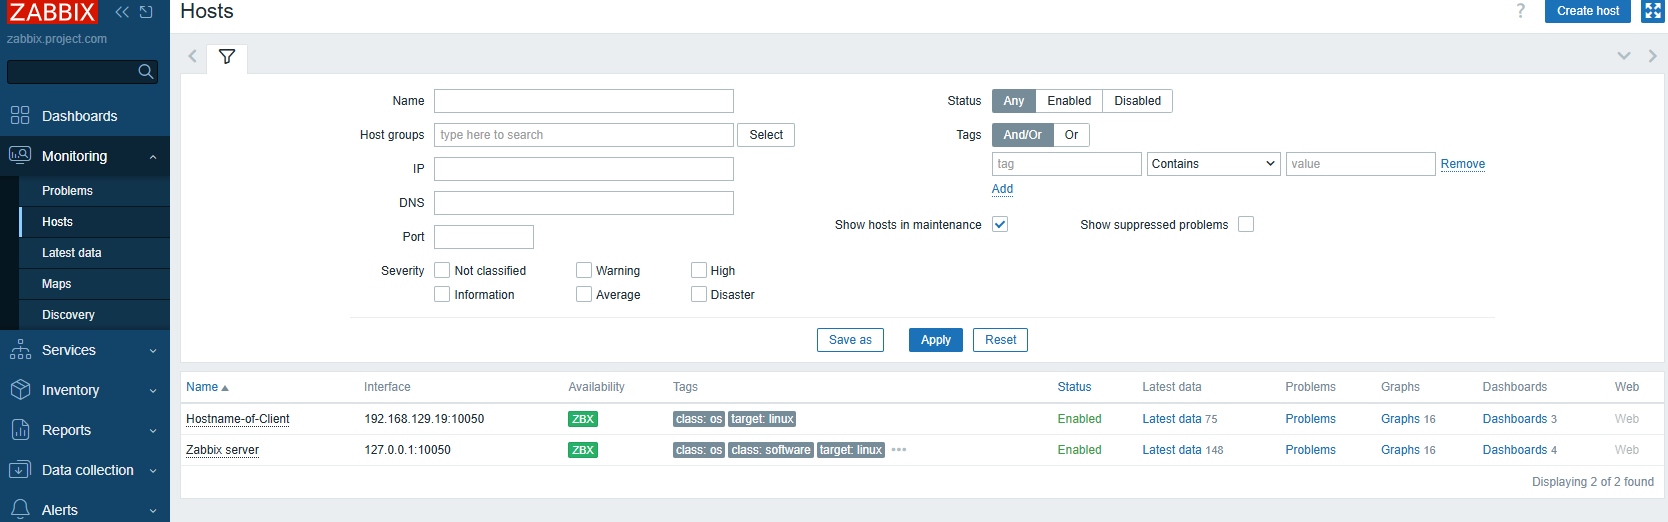 ZABBIX
zabbix.project.com
Dashboards
Monitoring
Problems
Hosts
Latest data
Maps
Discovery
Services
Inventory
Reports
Data collection
Alerts
Hosts
? Create host
Name
Status Any Enabled Disabled
Host groups type here to search Select
Tags And/Or Or
IP
tag Contains value Remove
DNS
Add
Port
Show hosts in maintenance Show suppressed problems
Severity Not classified Warning High
Information Average Disaster
Save as Apply Reset
Name Interface Availability Tags Status Latest data Problems Graphs Dashboards Web
Hostname-of-Client 192.168.129.19:10050 ZBX class: os target: linux Enabled Latest data 75 Problems Graphs 16 Dashboards 3 Web
Zabbix server 127.0.0.1:10050 ZBX class: os class: software target: linux ••• Enabled Latest data 148 Problems Graphs 16 Dashboards 4 Web
Displaying 2 of 2 found